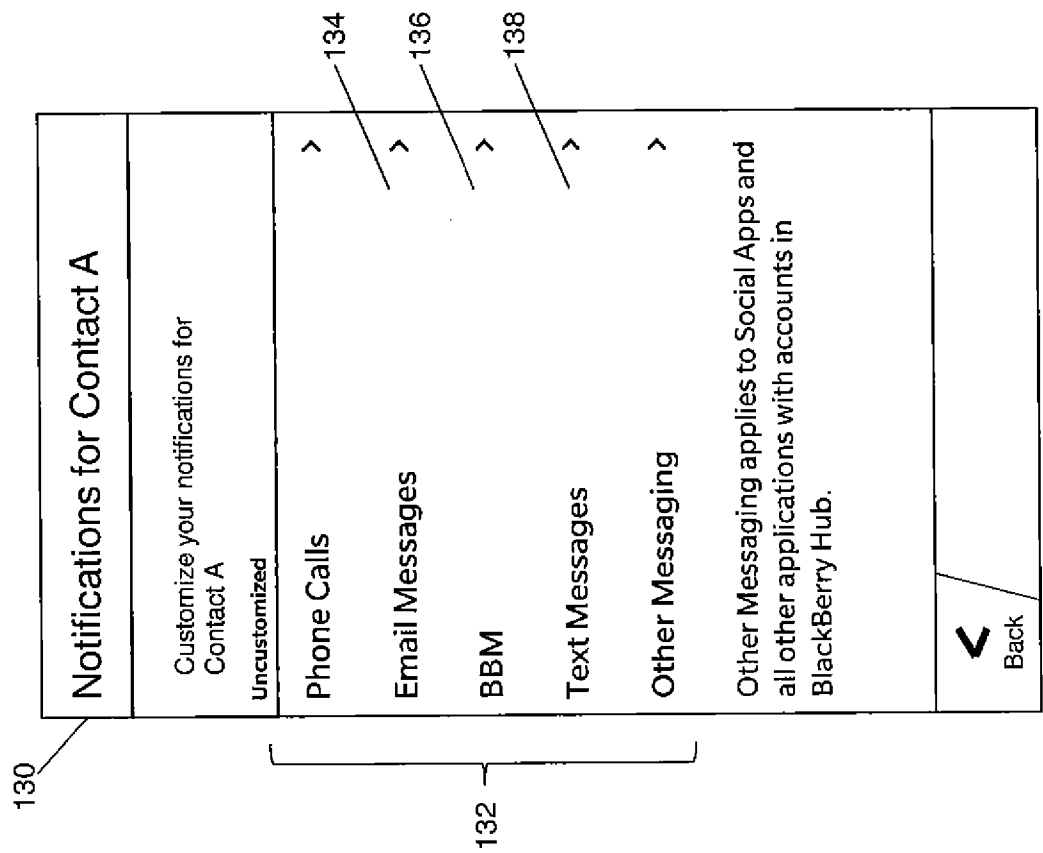 130
Notifications for Contact A
Customize your notifications for
Contact A
Uncustomized
132
Phone Calls >
Email Messages > 134
BBM > 136
Text Messages > 138
Other Messaging >
Other Messaging applies to Social Apps and
all other applications with accounts in
BlackBerry Hub.
<
Back